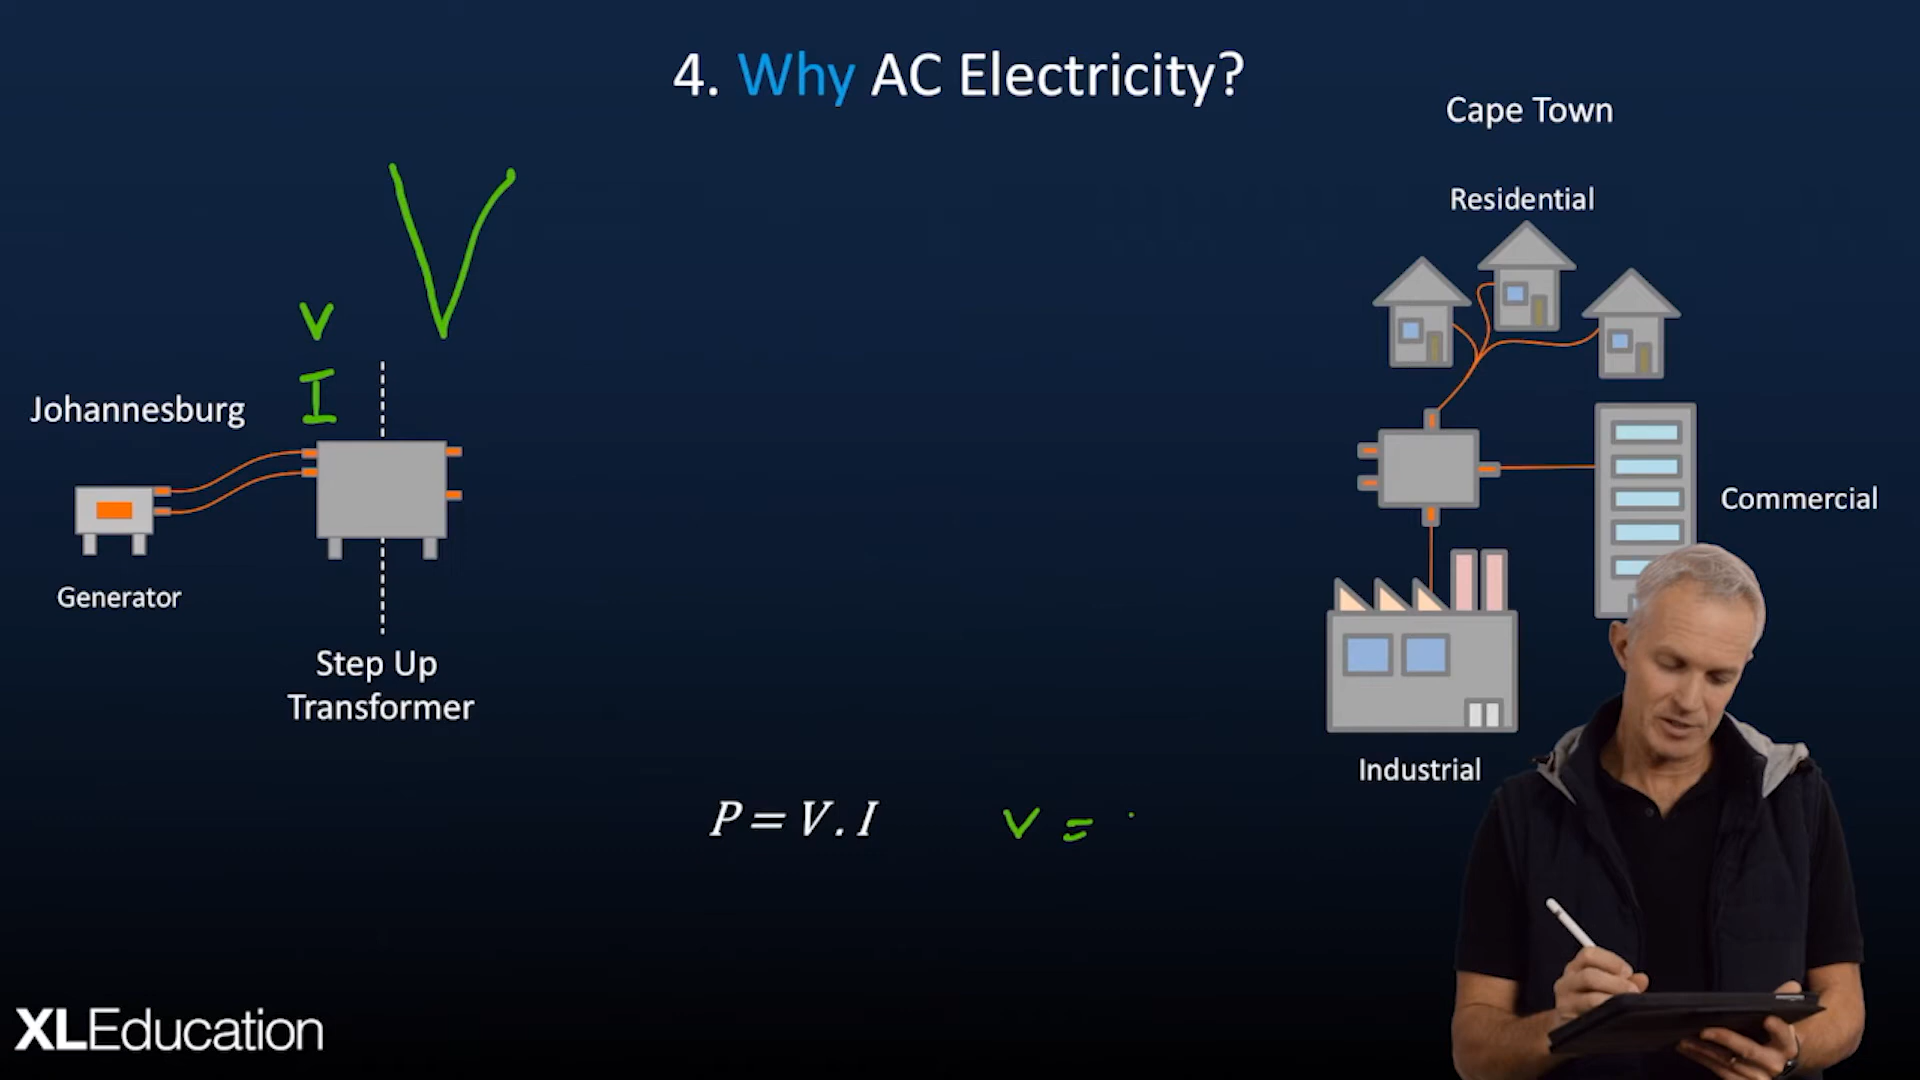 4. Why AC Electricity?
Cape Town
Residential
V
V
I
Johannesburg
Commercial
Generator
Step Up
Transformer
Industrial
P = V . I
V =
XLEducation